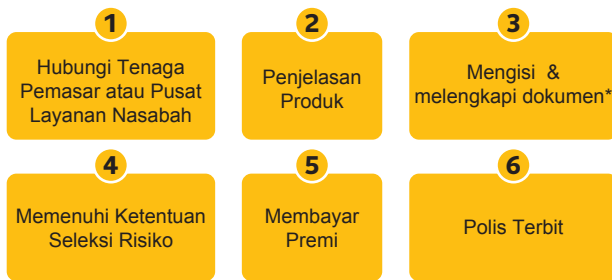 1
Hubungi Tenaga
Pemasar atau Pusat
Layanan Nasabah
2
Penjelasan
Produk
3
Mengisi &
melengkapi dokumen*
4
Memenuhi Ketentuan
Seleksi Risiko
5
Membayar
Premi
6
Polis Terbit